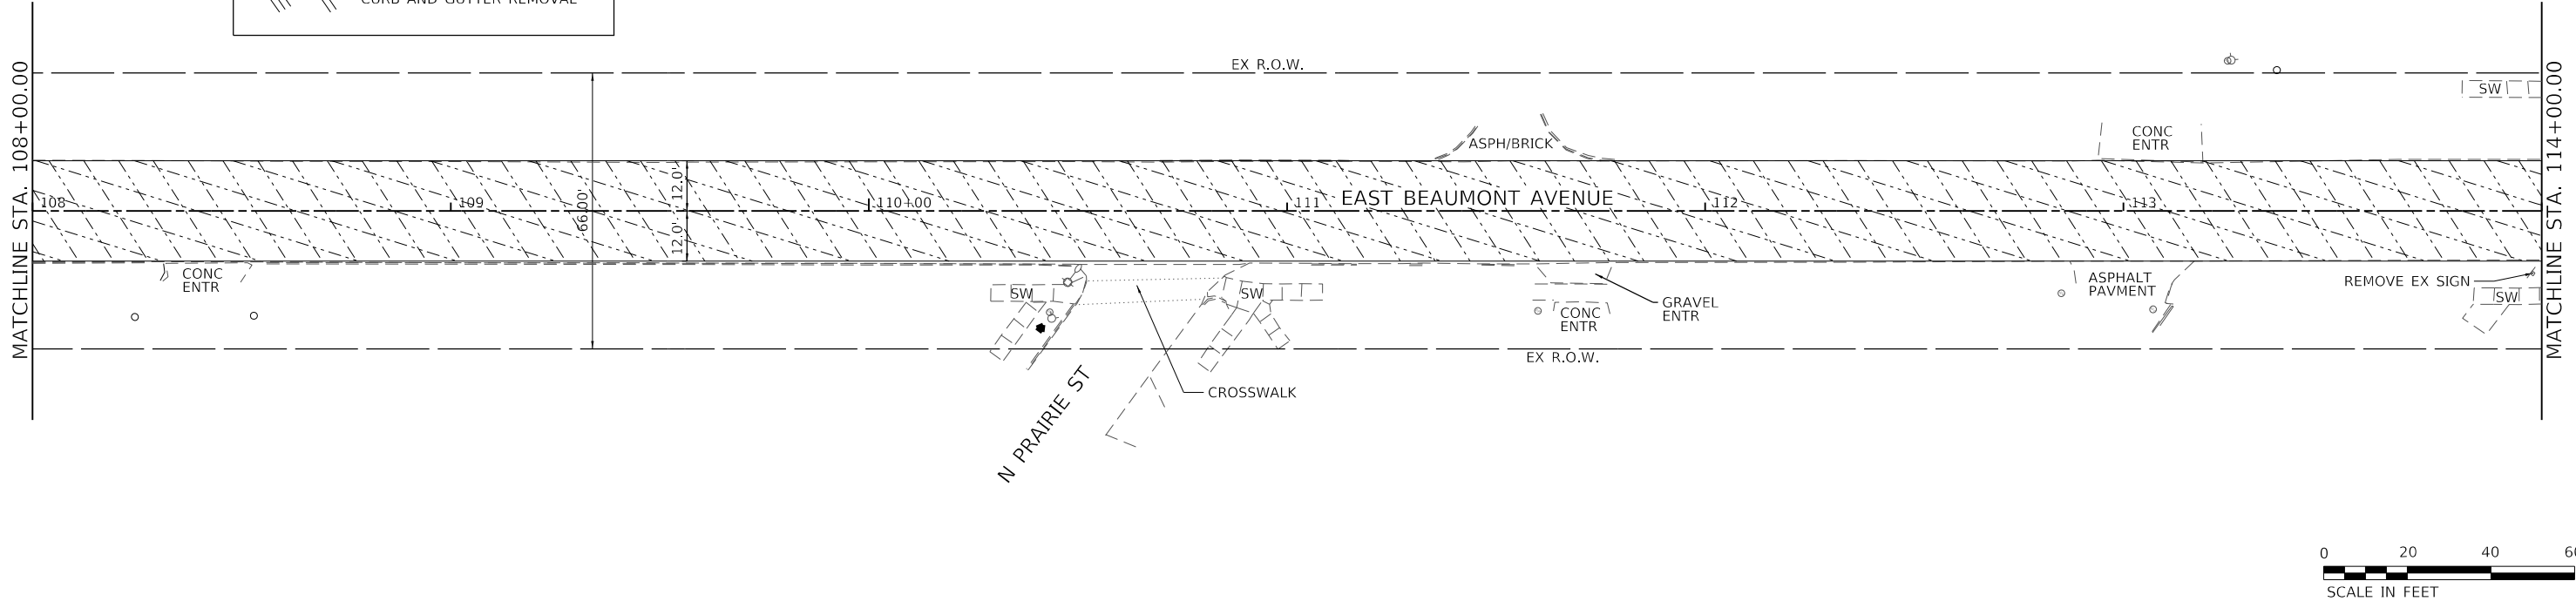 CURB AND GUTTER REMOVAL
MATCHLINE STA. 108+00.00
EX R.O.W.
SW
ASPH/BRICK
CONC
ENTR
66.00'
12.0'
12.0'
EAST BEAUMONT AVENUE
108
109
110+00
111
112
113
CONC
ENTR
SW
SW
CROSSWALK
N PRAIRIE ST
GRAVEL
ENTR
CONC
ENTR
EX R.O.W.
ASPHALT
PAVMENT
REMOVE EX SIGN
SW
MATCHLINE STA. 114+00.00
0 20 40
SCALE IN FEET